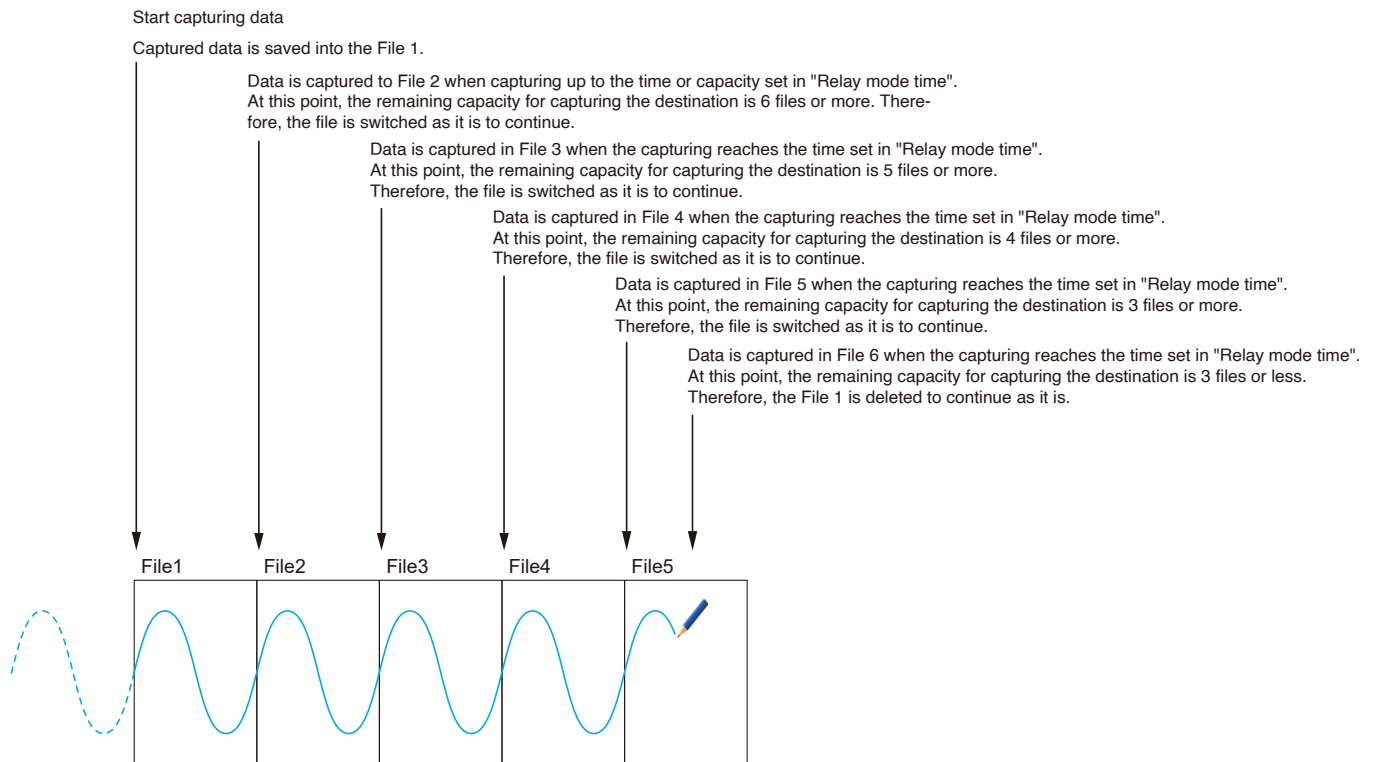 Start capturing data
Captured data is saved into the File 1.
Data is captured to File 2 when capturing up to the time or capacity set in "Relay mode time".
At this point, the remaining capacity for capturing the destination is 6 files or more. There-
fore, the file is switched as it is to continue.
Data is captured in File 3 when the capturing reaches the time set in "Relay mode time".
At this point, the remaining capacity for capturing the destination is 5 files or more.
Therefore, the file is switched as it is to continue.
Data is captured in File 4 when the capturing reaches the time set in "Relay mode time".
At this point, the remaining capacity for capturing the destination is 4 files or more.
Therefore, the file is switched as it is to continue.
Data is captured in File 5 when the capturing reaches the time set in "Relay mode time".
At this point, the remaining capacity for capturing the destination is 3 files or more.
Therefore, the file is switched as it is to continue.
Data is captured in File 6 when the capturing reaches the time set in "Relay mode time".
At this point, the remaining capacity for capturing the destination is 3 files or less.
Therefore, the File 1 is deleted to continue as it is.
File1 File2 File3 File4 File5